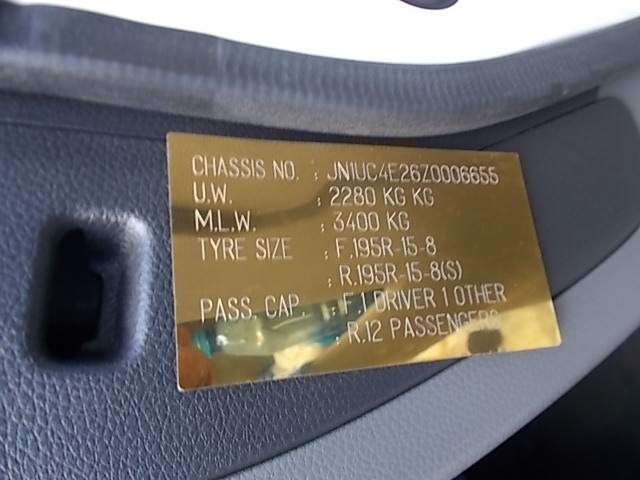 CHASSIS NO. : JN1UC4E26Z0006655
U.W. : 2280 KG KG
M.L.W. : 3400 KG
TYRE SIZE : F.195R-15-8
: R.195R-15-8(S)
PASS. CAP. : F.1 DRIVER 1 OTHER
: R.12 PASSENGERS